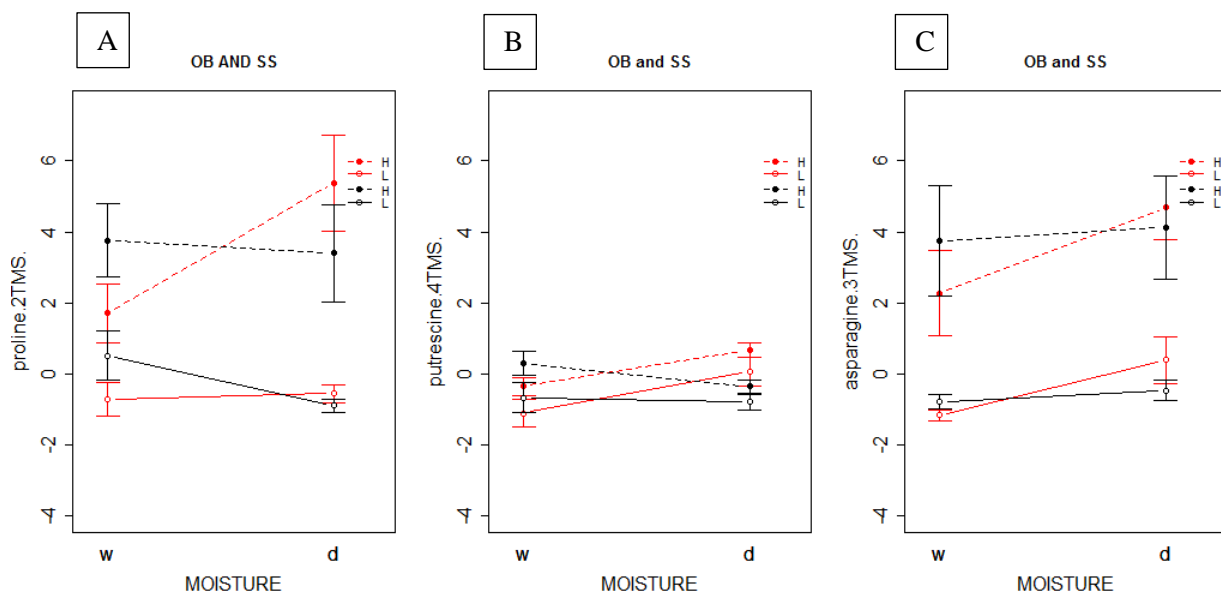 A
OB AND SS
proline.2TMS.
6
4
2
0
-2
-4
H
L
H
L
w
d
MOISTURE
B
OB and SS
putrescine.4TMS.
6
4
2
0
-2
-4
H
L
H
L
w
d
MOISTURE
C
OB and SS
asparagine.3TMS.
6
4
2
0
-2
-4
H
L
H
L
w
d
MOISTURE